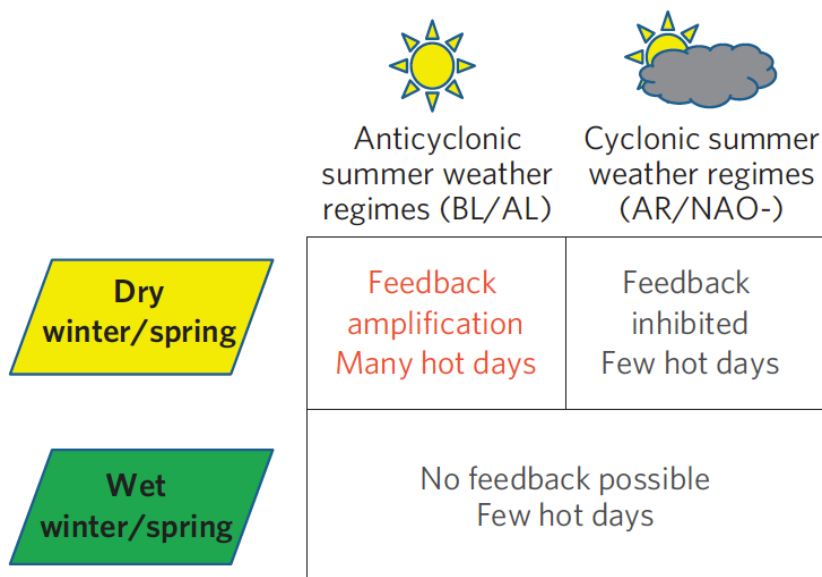 Anticyclonic
summer weather
regimes (BL/AL)
Cyclonic summer
weather regimes
(AR/NAO-)
Dry
winter/spring
Feedback
amplification
Many hot days
Feedback
inhibited
Few hot days
Wet
winter/spring
No feedback possible
Few hot days